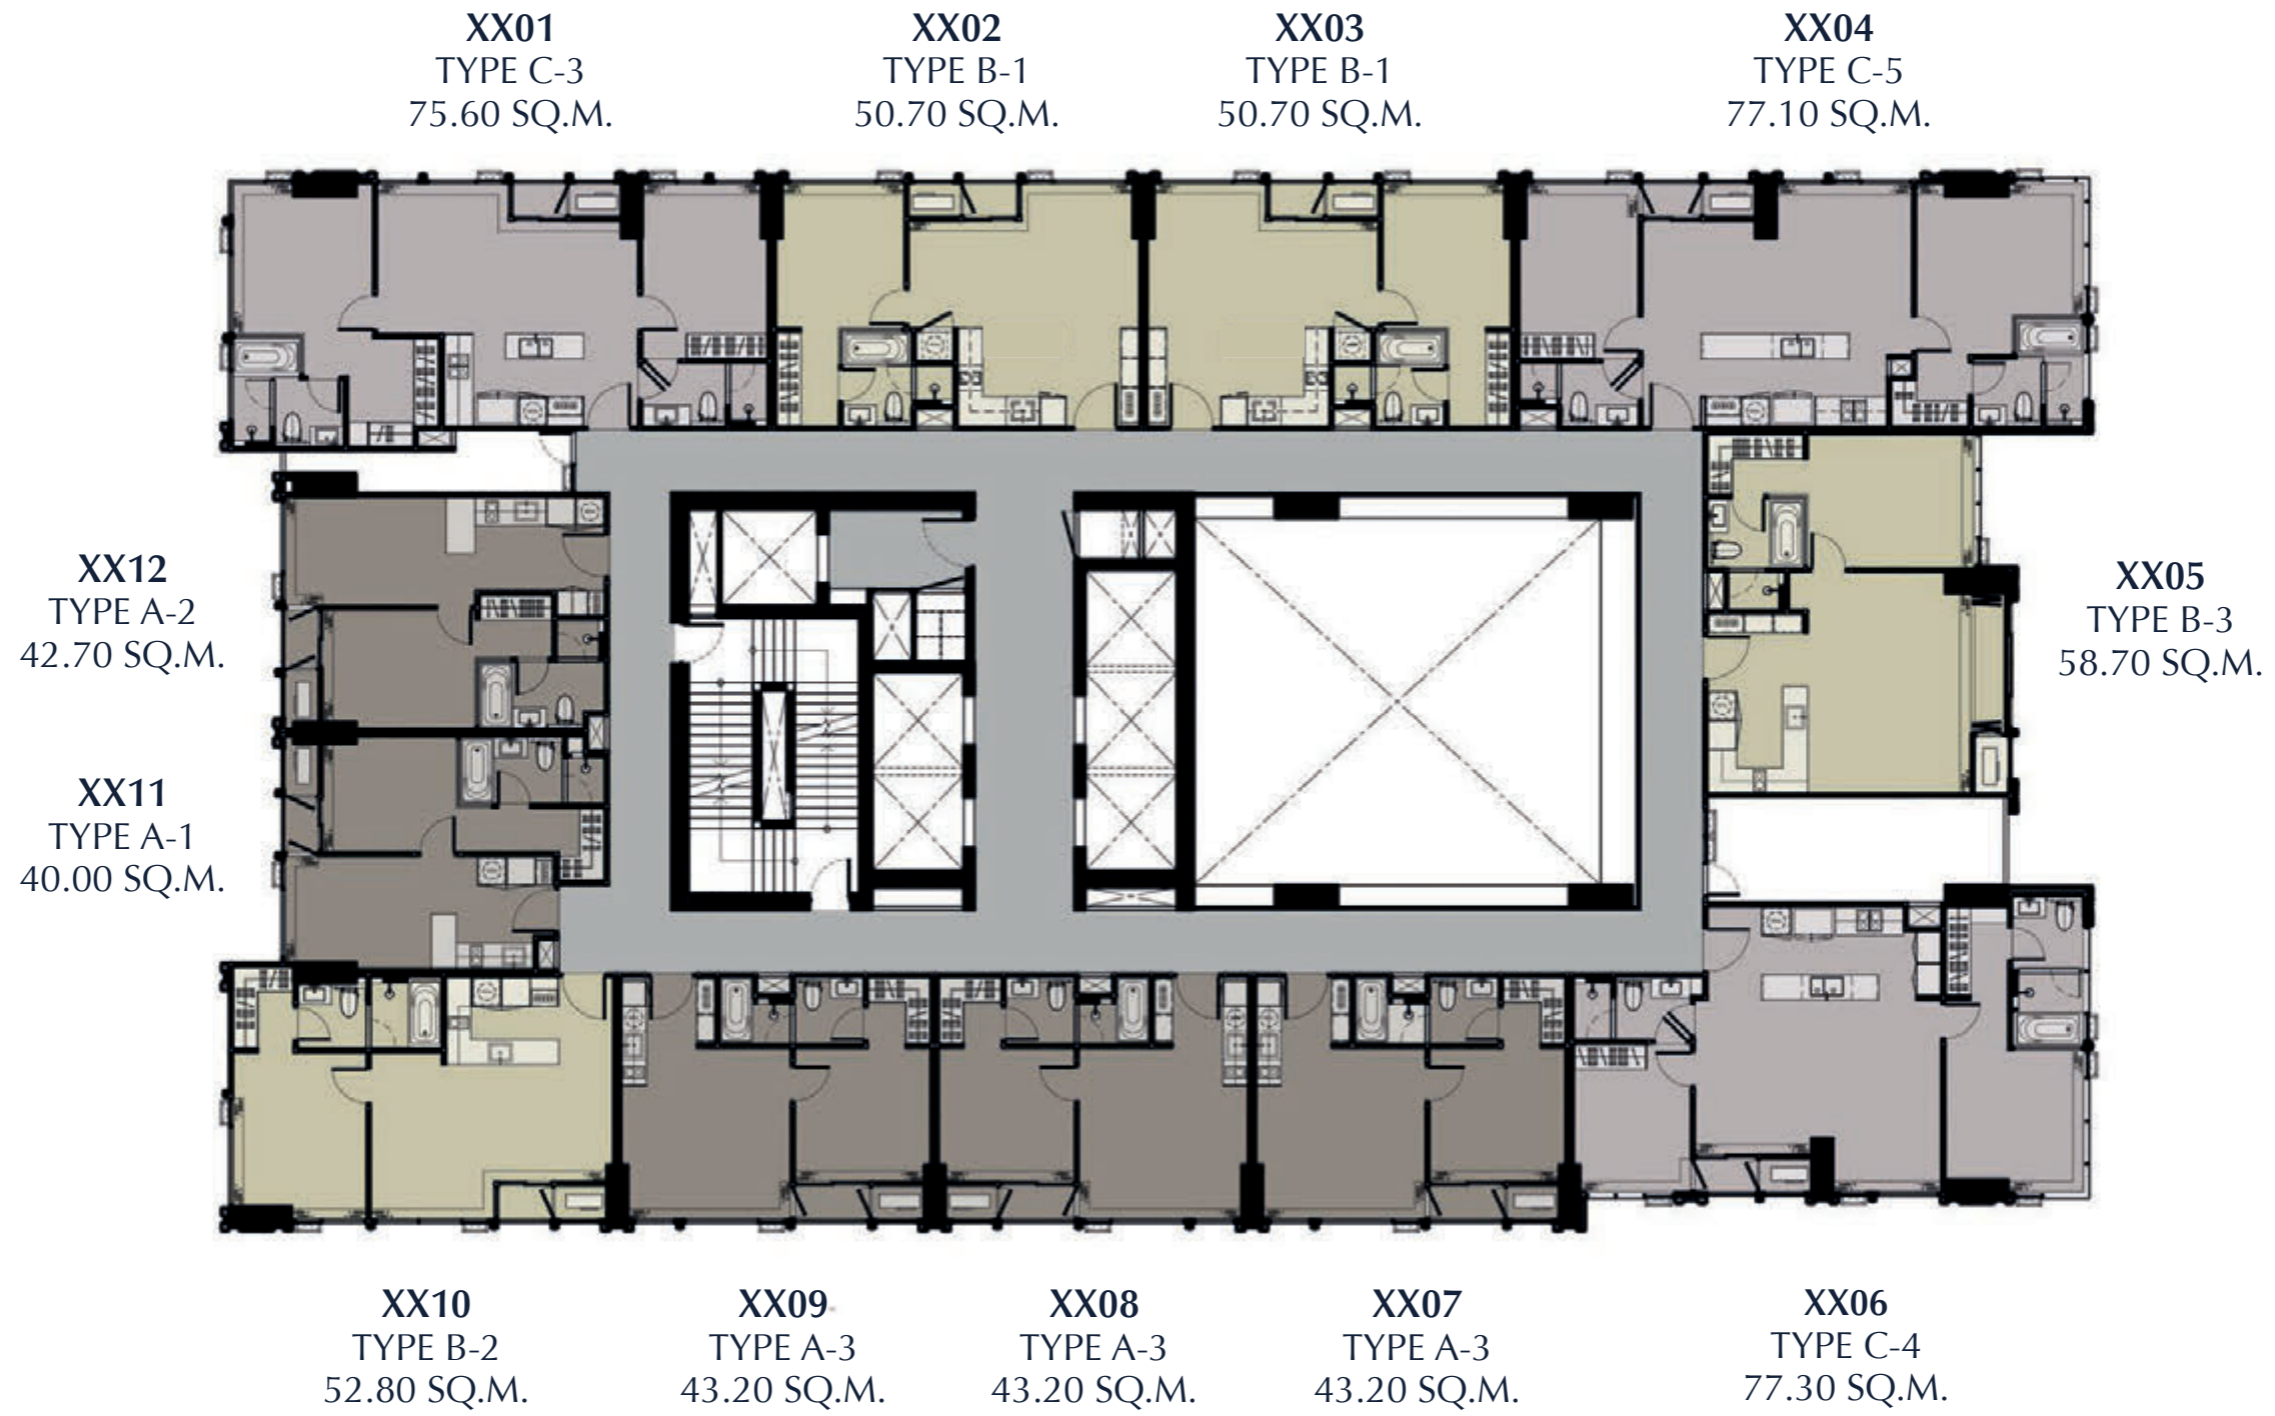 XX01
TYPE C-3
75.60 SQ.M.
XX02
TYPE B-1
50.70 SQ.M.
XX03
TYPE B-1
50.70 SQ.M.
XX04
TYPE C-5
77.10 SQ.M.
XX12
TYPE A-2
42.70 SQ.M.
XX05
TYPE B-3
58.70 SQ.M.
XX11
TYPE A-1
40.00 SQ.M.
XX10
TYPE B-2
52.80 SQ.M.
XX09
TYPE A-3
43.20 SQ.M.
XX08
TYPE A-3
43.20 SQ.M.
XX07
TYPE A-3
43.20 SQ.M.
XX06
TYPE C-4
77.30 SQ.M.